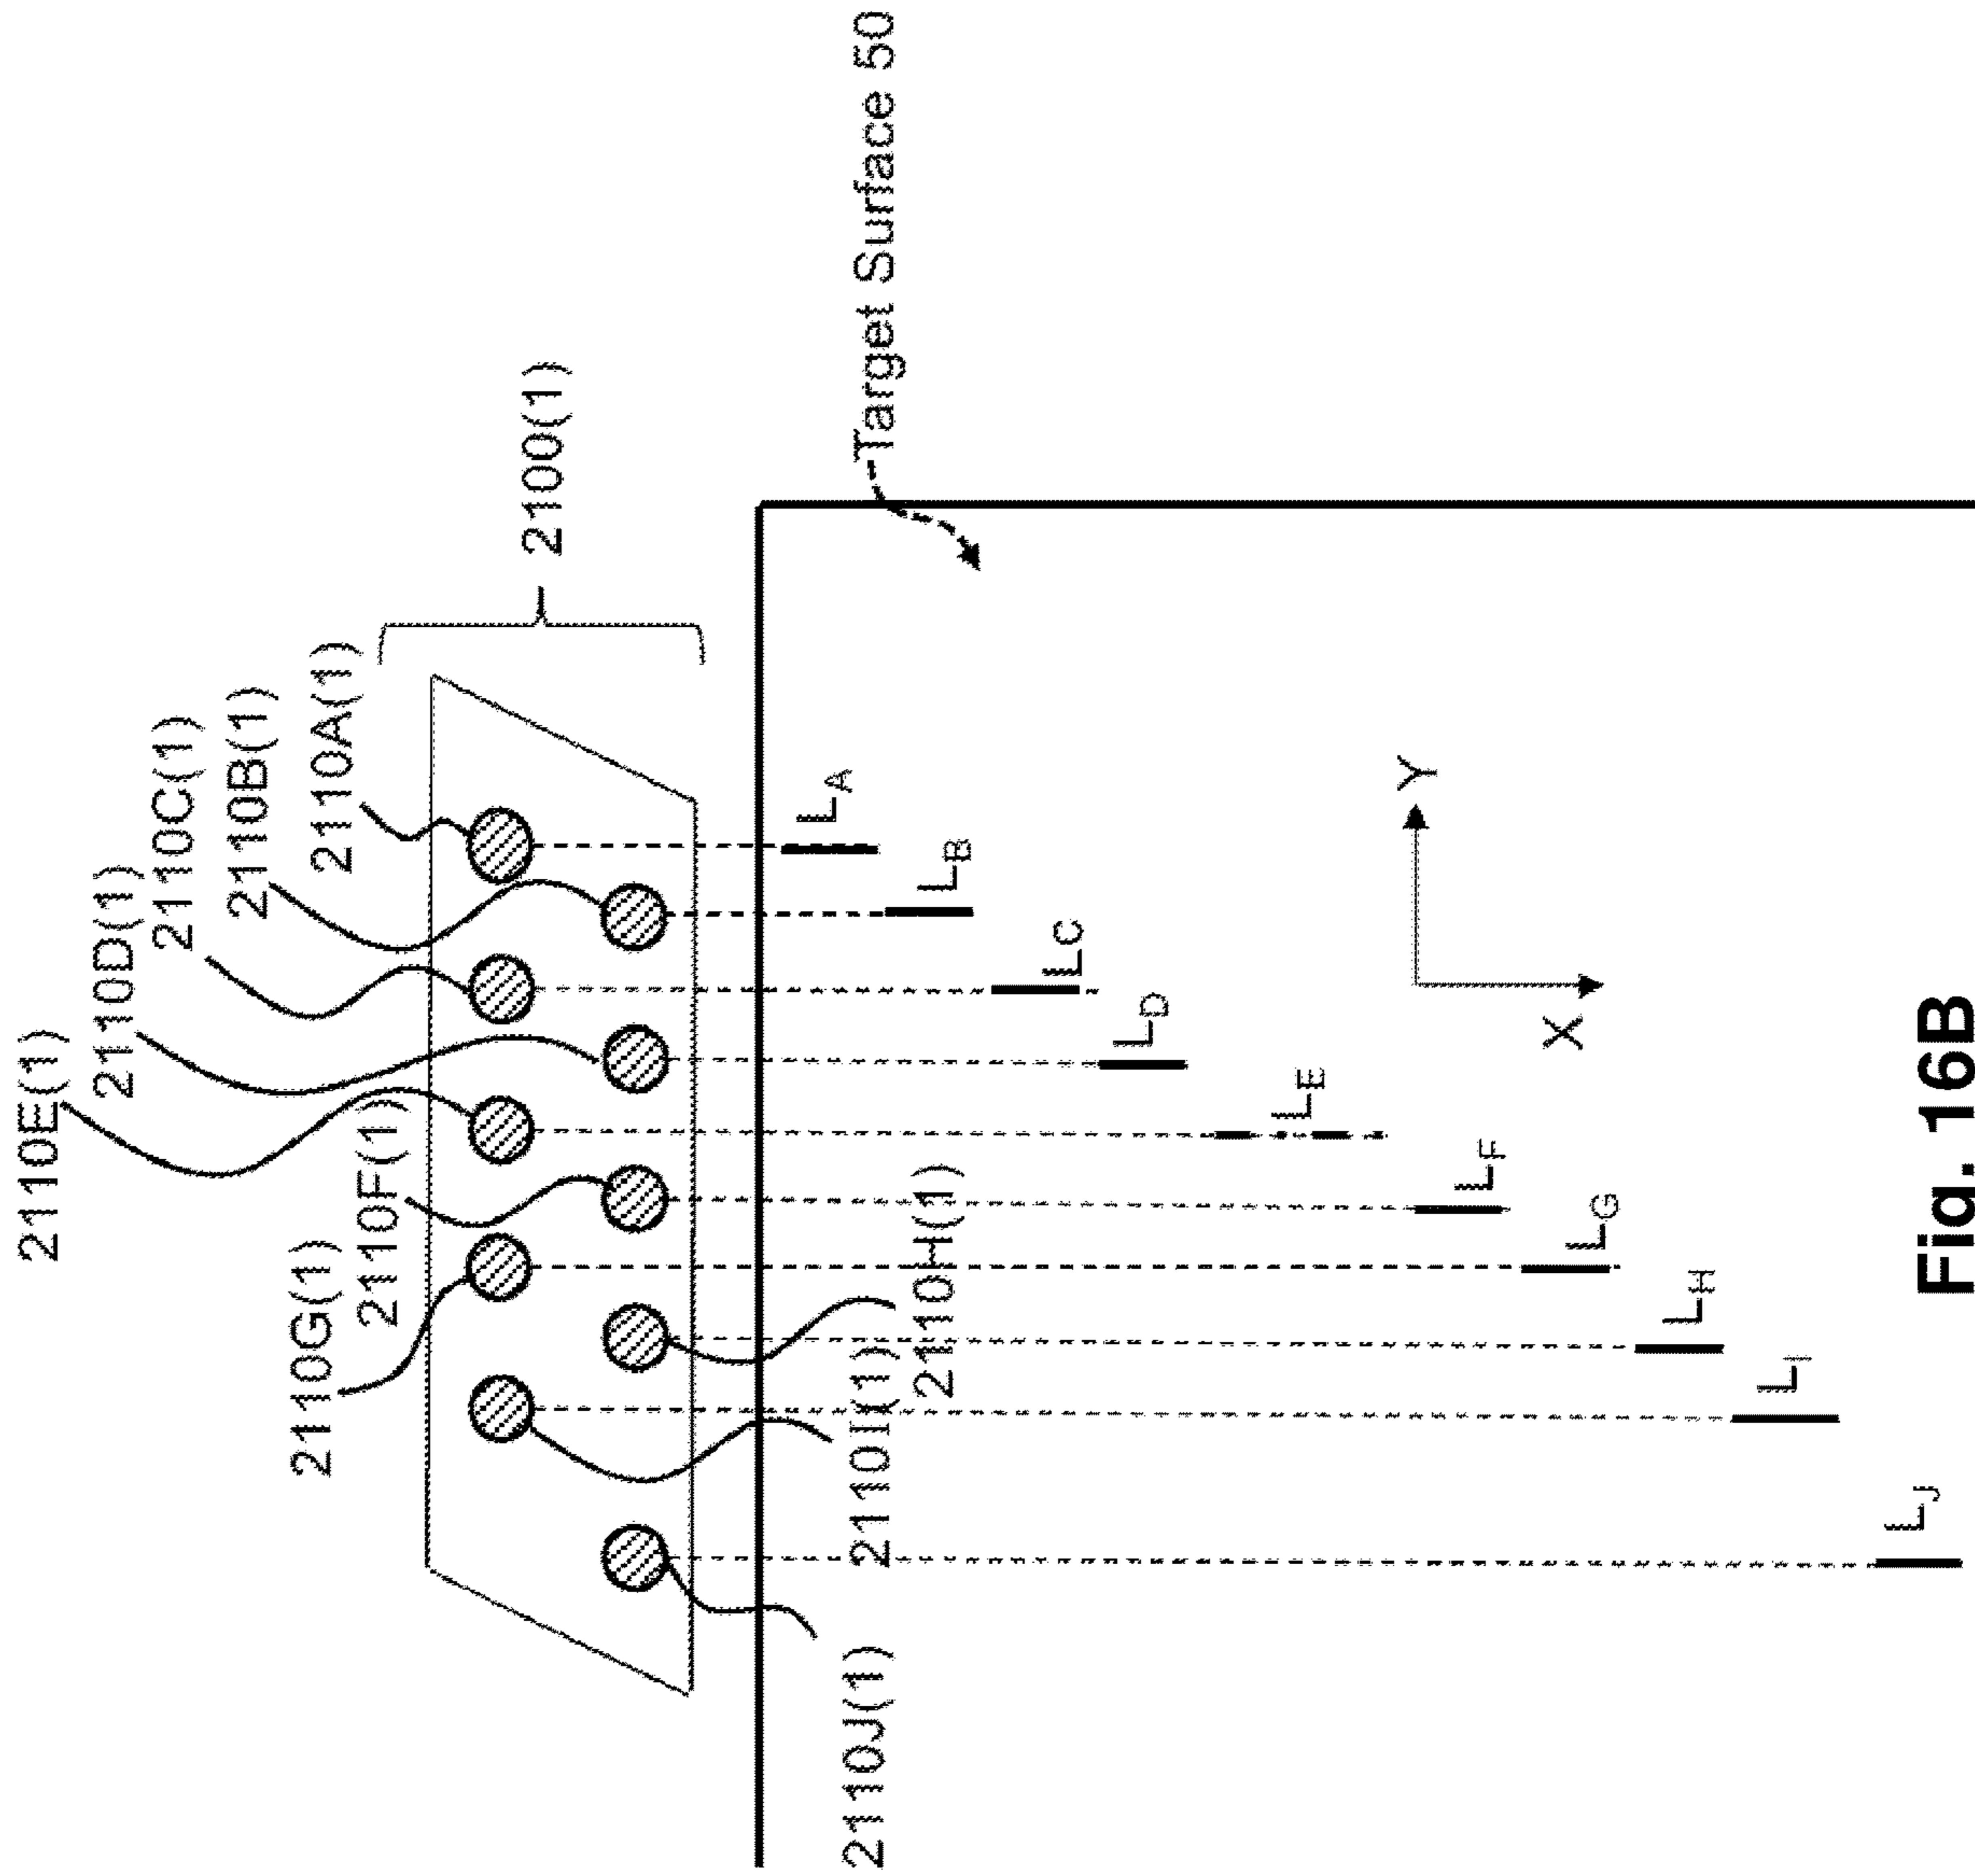 2110E(1)
2110D(1)
2110C(1)
2110B(1)
2110A(1)
2110G(1)
2110F(1)
2100(1)
2110H(1)
2110I(1)
2110J(1)
Target Surface 50
LA
LB
LC
LD
LE
LF
LG
LH
LI
LJ
Y
X
Fig. 16B